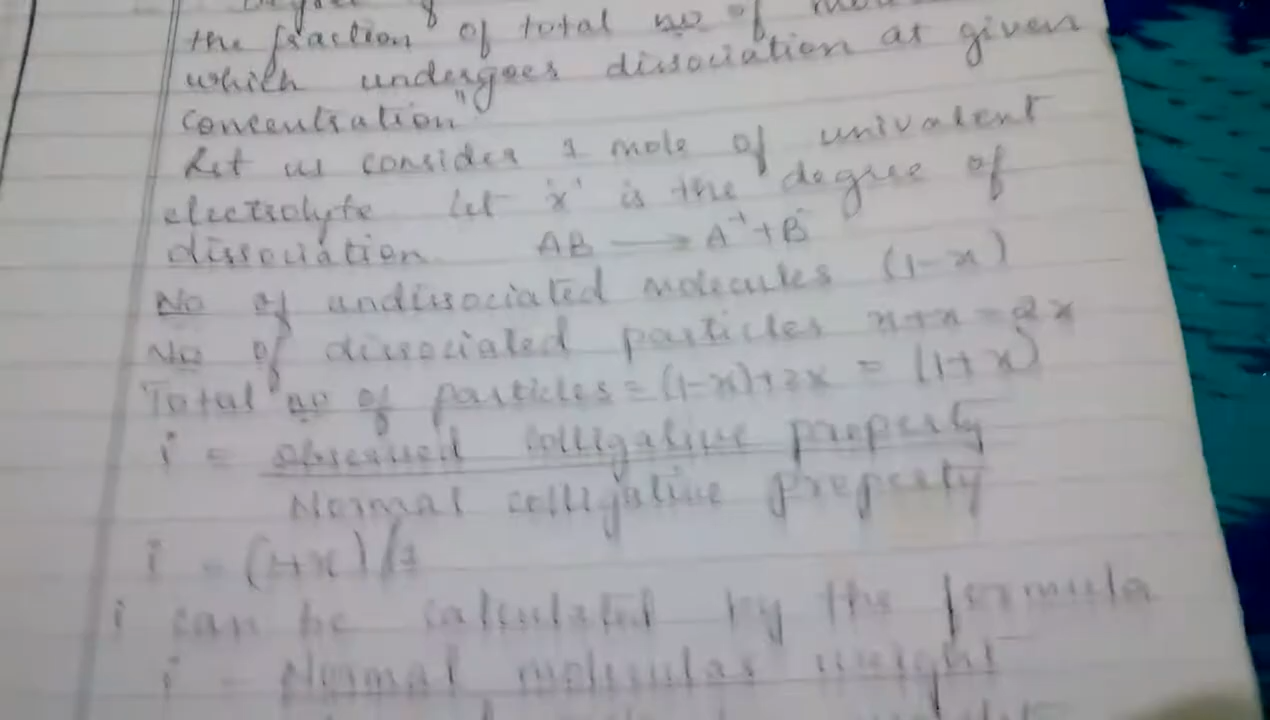 the fraction of total no of
which undergoes dissociation at given
concentration"
Let us consider 1 mole of univalent
electrolyte Let 'x' is the degree of
dissociation. AB → A⁺+B⁻
No of undissociated molecules (1-x)
No of dissociated particles x+x=2x
Total no of particles=(1-x)+2x = (1+x)
i = observed colligative property
Normal colligative property
i = (1+x)/1
i can be calculated by the formula
i = Normal molecular weight